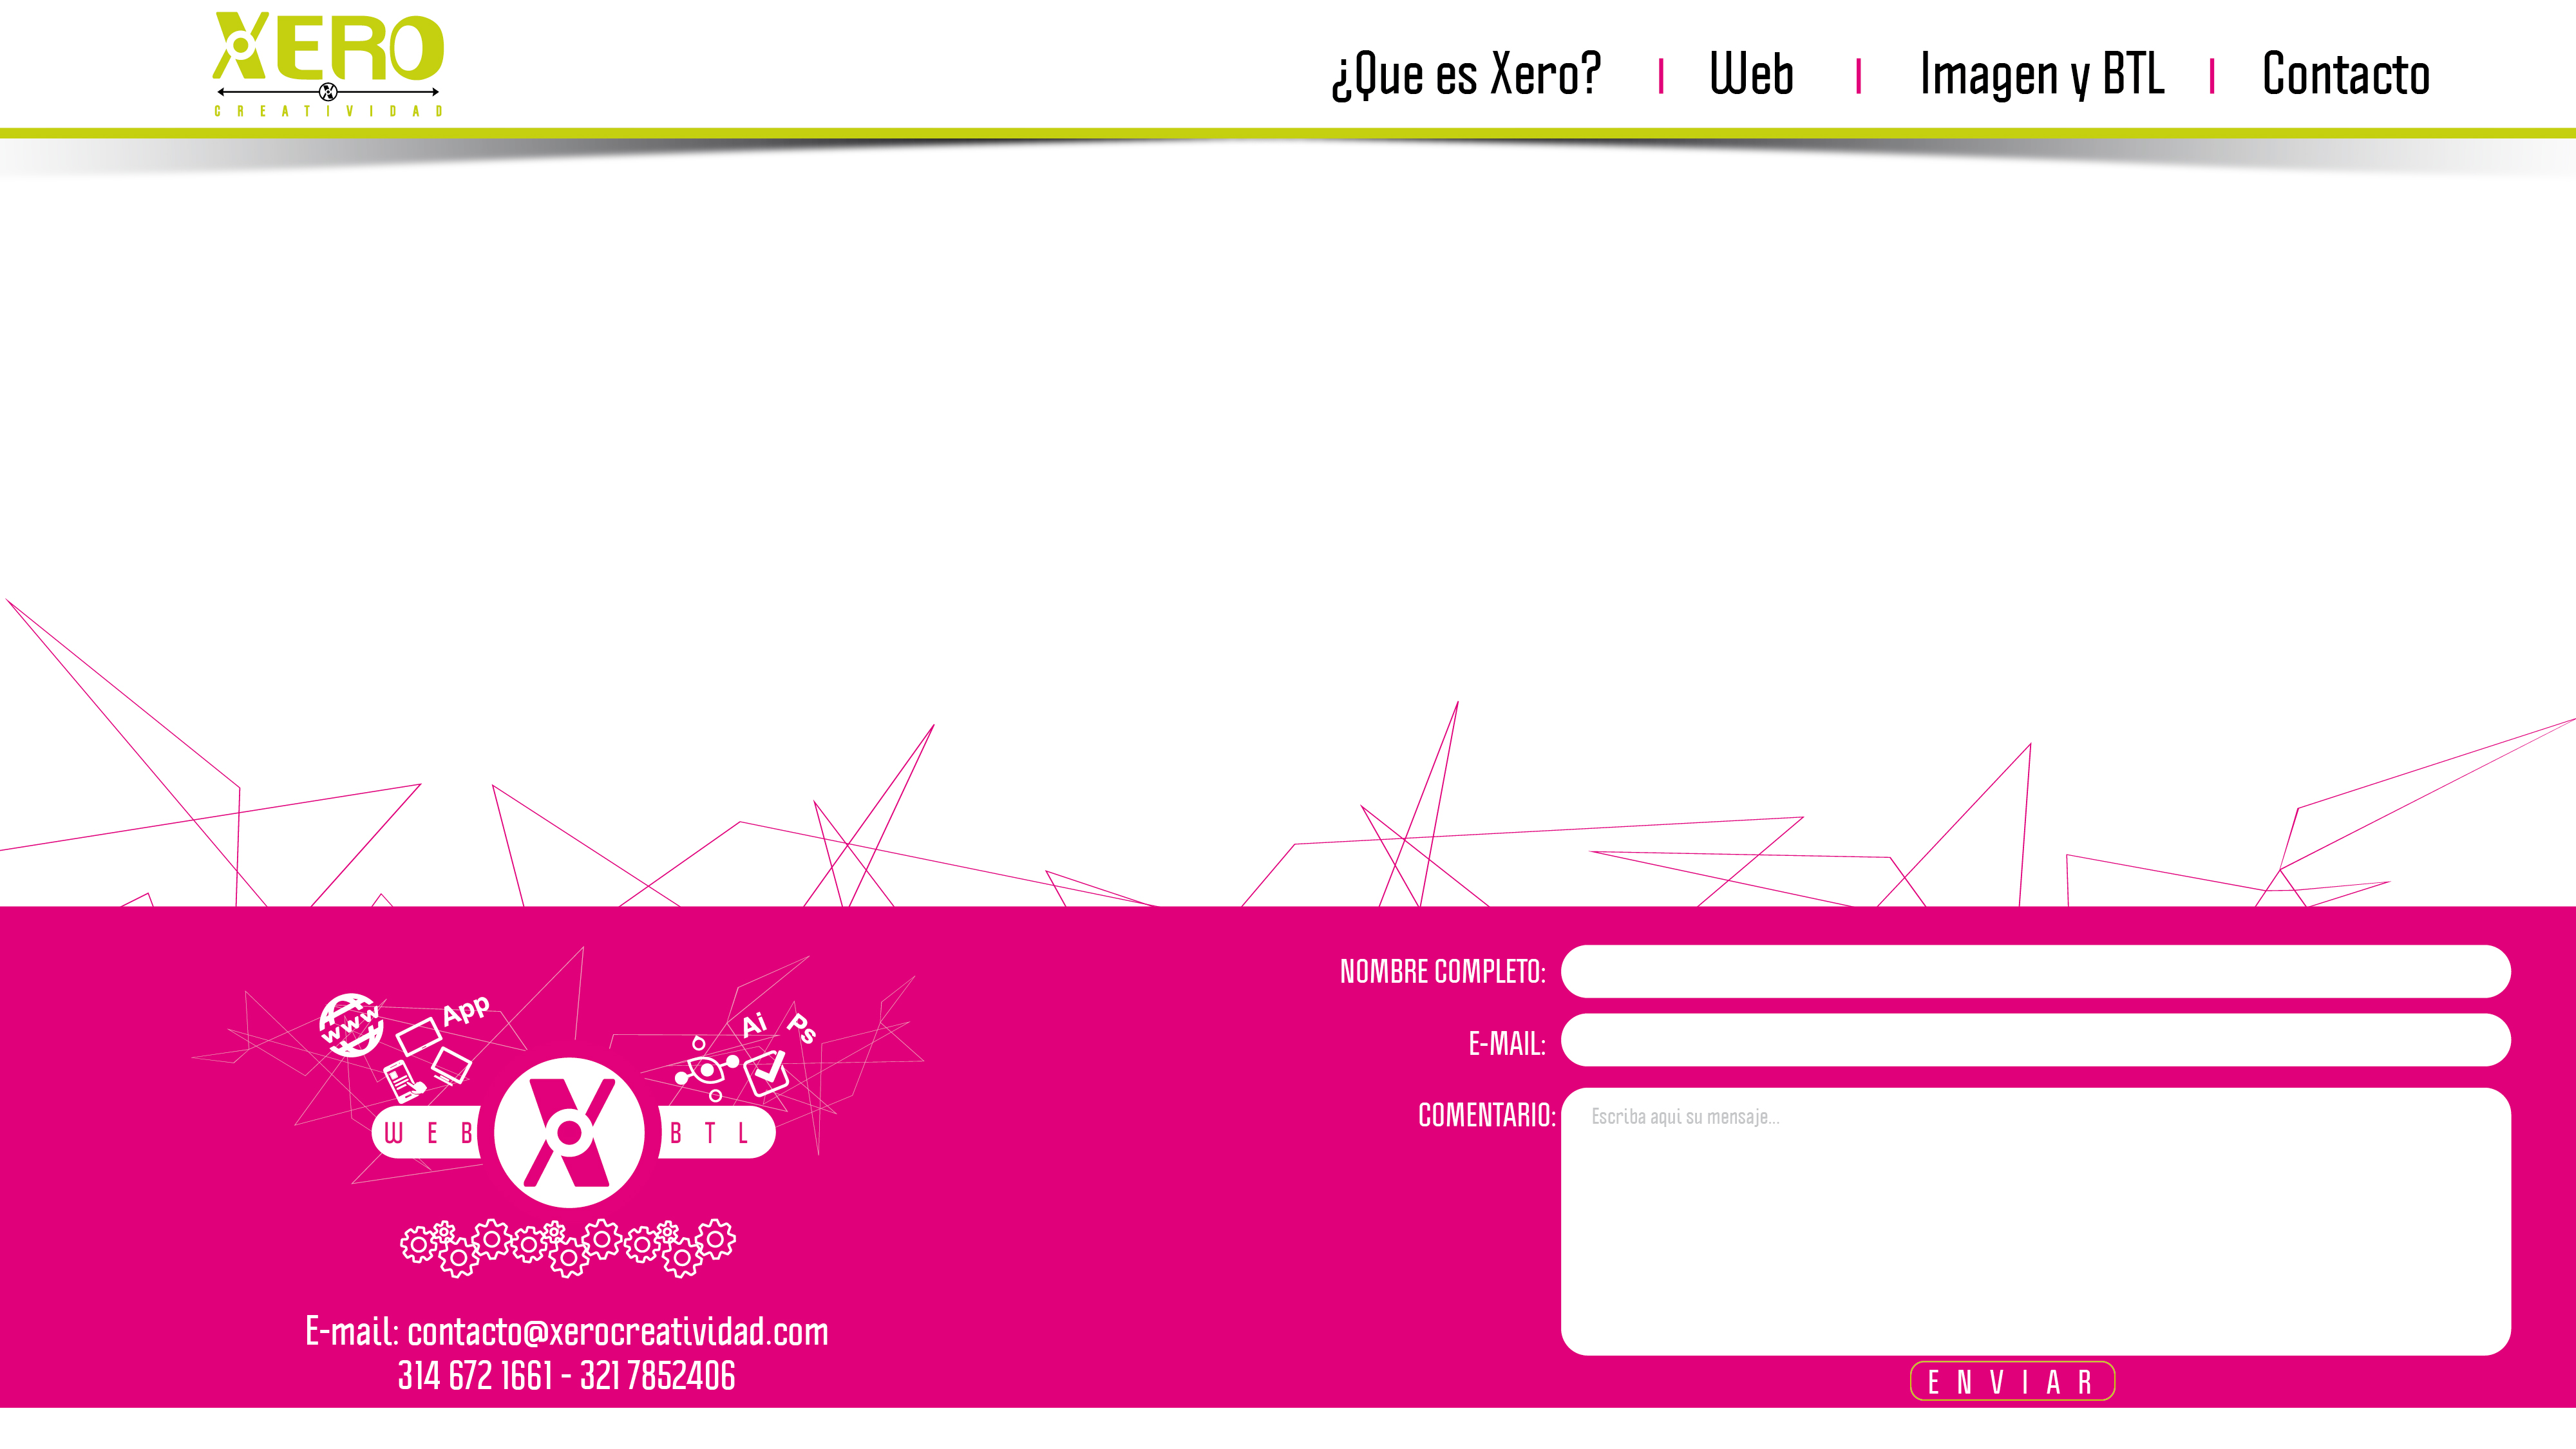 XERO
CREATIVIDAD
¿Que es Xero? | Web | Imagen y BTL | Contacto
www App
Ai Ps
WEB X BTL
E-mail: contacto@xerocreatividad.com
314 672 1661 - 321 7852406
NOMBRE COMPLETO:
E-MAIL:
COMENTARIO: Escriba aqui su mensaje...
ENVIAR